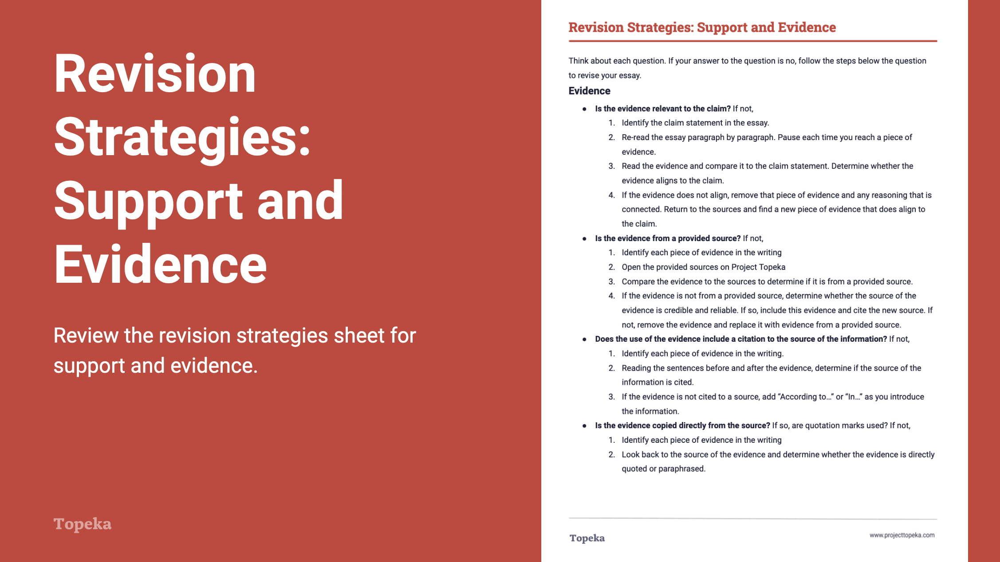 Revision
Strategies:
Support and
Evidence
Review the revision strategies sheet for
support and evidence.
Topeka
Revision Strategies: Support and Evidence
Think about each question. If your answer to the question is no, follow the steps below the question
to revise your essay.
Evidence
● Is the evidence relevant to the claim? If not,
1. Identify the claim statement in the essay.
2. Re-read the essay paragraph by paragraph. Pause each time you reach a piece of
evidence.
3. Read the evidence and compare it to the claim statement. Determine whether the
evidence aligns to the claim.
4. If the evidence does not align, remove that piece of evidence and any reasoning that is
connected. Return to the sources and find a new piece of evidence that does align to
the claim.
● Is the evidence from a provided source? If not,
1. Identify each piece of evidence in the writing
2. Open the provided sources on Project Topeka
3. Compare the evidence to the sources to determine if it is from a provided source.
4. If the evidence is not from a provided source, determine whether the source of the
evidence is credible and reliable. If so, include this evidence and cite the new source. If
not, remove the evidence and replace it with evidence from a provided source.
● Does the use of the evidence include a citation to the source of the information? If not,
1. Identify each piece of evidence in the writing.
2. Reading the sentences before and after the evidence, determine if the source of the
information is cited.
3. If the evidence is not cited to a source, add “According to…” or “In…” as you introduce
the information.
● Is the evidence copied directly from the source? If so, are quotation marks used? If not,
1. Identify each piece of evidence in the writing
2. Look back to the source of the evidence and determine whether the evidence is directly
quoted or paraphrased.
Topeka
www.projecttopeka.com